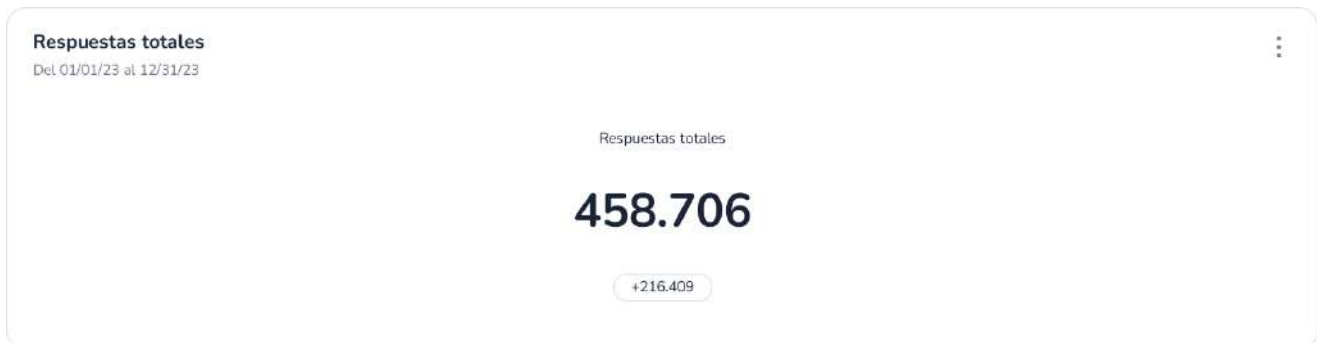 Respuestas totales
Del 01/01/23 al 12/31/23
Respuestas totales
458.706
+216.409